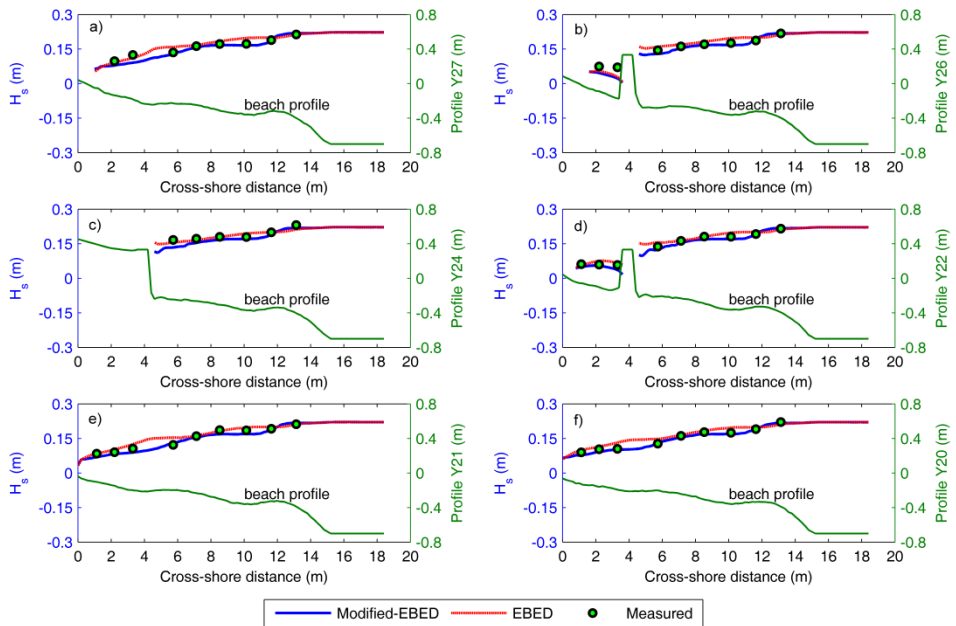 a)
0.3
0.15
0
-0.15
-0.3
H_s (m)
beach profile
0.8
0.4
0
-0.4
-0.8
Profile Y27 (m)
0 2 4 6 8 10 12 14 16 18 20
Cross-shore distance (m)
b)
0.3
0.15
0
-0.15
-0.3
H_s (m)
beach profile
0.8
0.4
0
-0.4
-0.8
Profile Y26 (m)
0 2 4 6 8 10 12 14 16 18 20
Cross-shore distance (m)
c)
0.3
0.15
0
-0.15
-0.3
H_s (m)
beach profile
0.8
0.4
0
-0.4
-0.8
Profile Y24 (m)
0 2 4 6 8 10 12 14 16 18 20
Cross-shore distance (m)
d)
0.3
0.15
0
-0.15
-0.3
H_s (m)
beach profile
0.8
0.4
0
-0.4
-0.8
Profile Y22 (m)
0 2 4 6 8 10 12 14 16 18 20
Cross-shore distance (m)
e)
0.3
0.15
0
-0.15
-0.3
H_s (m)
beach profile
0.8
0.4
0
-0.4
-0.8
Profile Y21 (m)
0 2 4 6 8 10 12 14 16 18 20
Cross-shore distance (m)
f)
0.3
0.15
0
-0.15
-0.3
H_s (m)
beach profile
0.8
0.4
0
-0.4
-0.8
Profile Y20 (m)
0 2 4 6 8 10 12 14 16 18 20
Cross-shore distance (m)
Modified-EBED EBED Measured